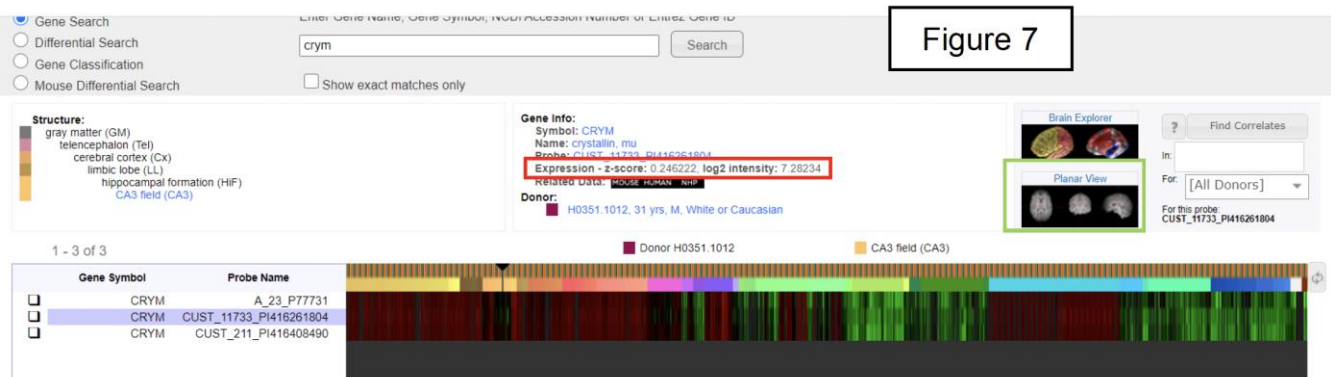 Gene Search
Enter Gene Name, Gene Symbol, NCBI Accession Number or Entrez Gene ID
Differential Search
crym
Search
Gene Classification
Mouse Differential Search
Show exact matches only
Figure 7
Structure:
gray matter (GM)
telencephalon (Tel)
cerebral cortex (Cx)
limbic lobe (LL)
hippocampal formation (HiF)
CA3 field (CA3)
Gene Info:
Symbol: CRYM
Name: crystallin, mu
Probe: CUST_11733_PI416261804
Expression - z-score: 0.246222, log2 intensity: 7.28234
Related Data: MOUSE HUMAN NHP
Donor:
H0351.1012, 31 yrs, M, White or Caucasian
Brain Explorer
Planar View
?
Find Correlates
In:
For: [All Donors]
For this probe:
CUST_11733_PI416261804
1 - 3 of 3
Donor H0351.1012
CA3 field (CA3)
Gene Symbol Probe Name
CRYM A_23_P77731
CRYM CUST_11733_PI416261804
CRYM CUST_211_PI416408490